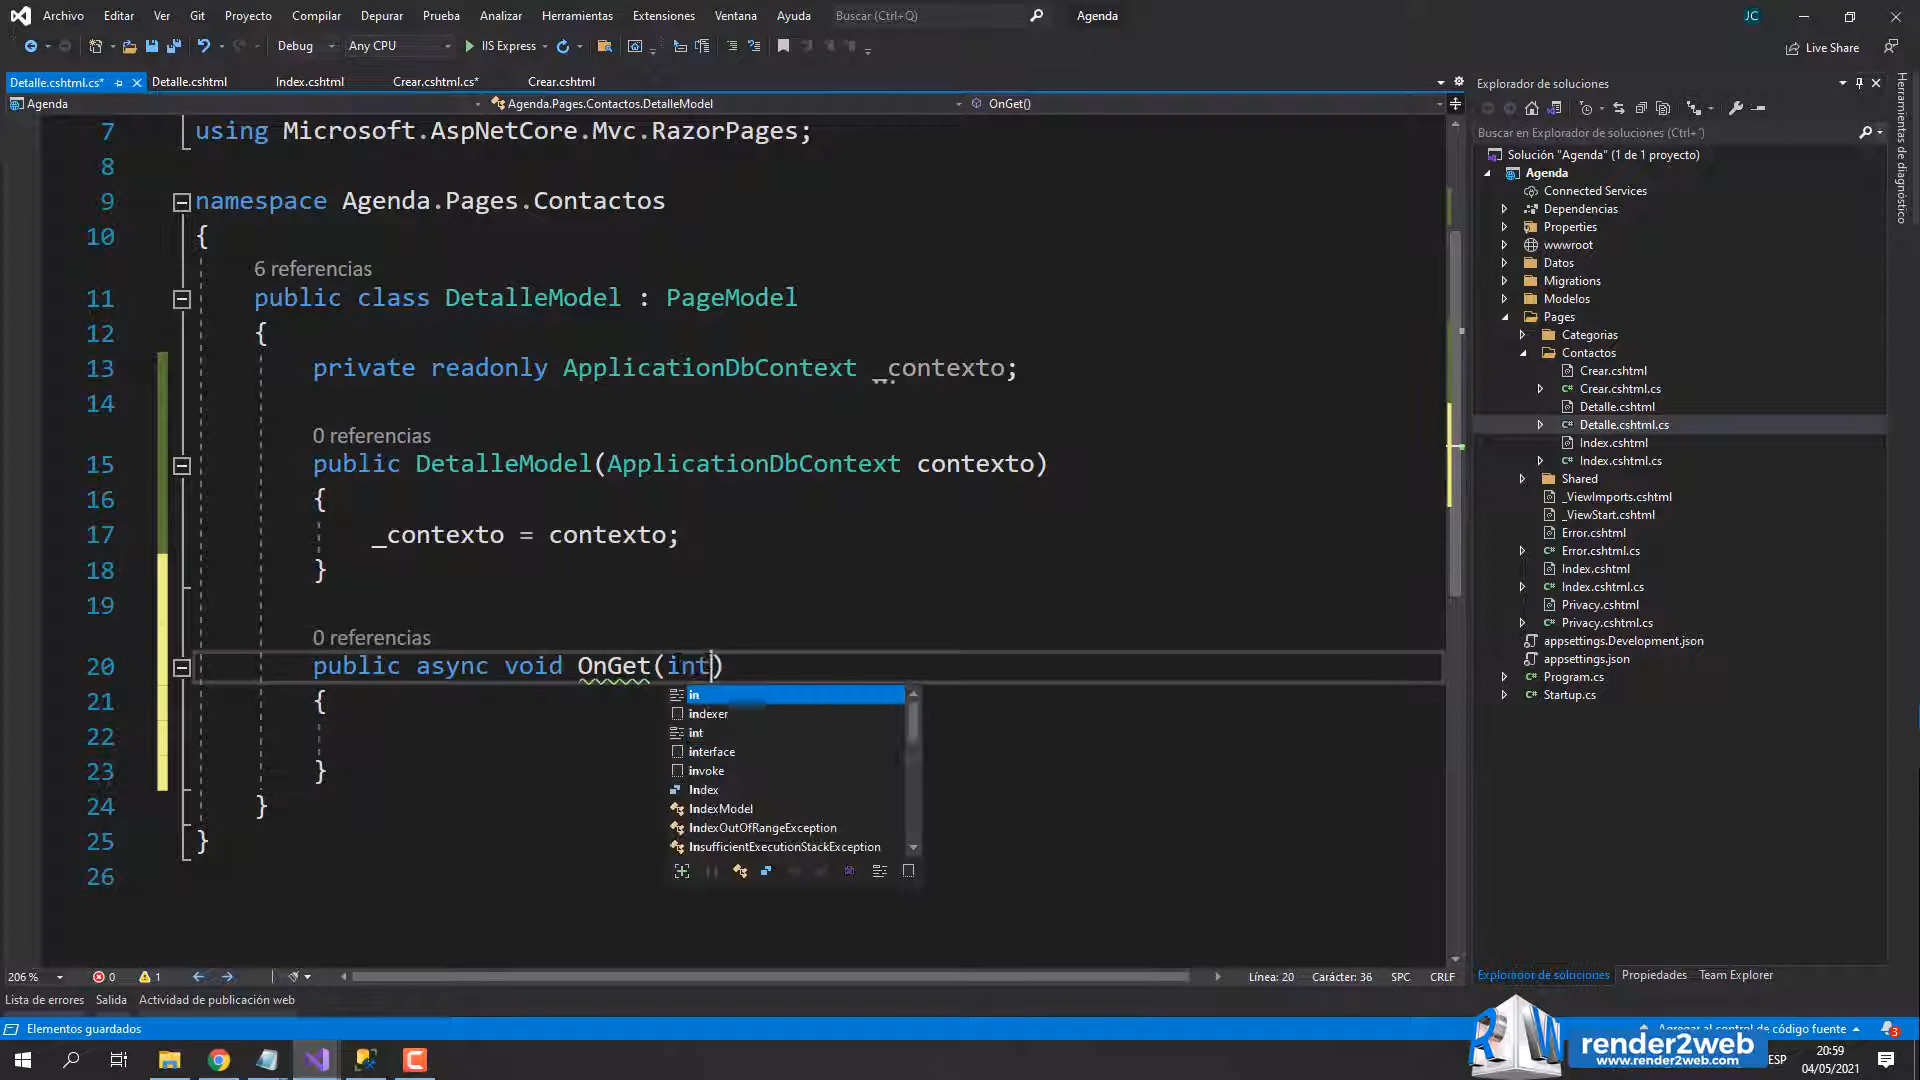 Archivo Editar Ver Git Proyecto Compilar Depurar Prueba Analizar Herramientas Extensiones Ventana Ayuda Buscar (Ctrl+Q) Agenda JC
Debug Any CPU IIS Express Live Share
Detalle.cshtml.cs* Detalle.cshtml Index.cshtml Crear.cshtml.cs* Crear.cshtml
Agenda Agenda.Pages.Contactos.DetalleModel OnGet()
7 using Microsoft.AspNetCore.Mvc.RazorPages;
8
9 namespace Agenda.Pages.Contactos
10 {
6 referencias
11 public class DetalleModel : PageModel
12 {
13 private readonly ApplicationDbContext _contexto;
14
0 referencias
15 public DetalleModel(ApplicationDbContext contexto)
16 {
17 _contexto = contexto;
18 }
19
0 referencias
20 public async void OnGet(int)
21 {
22
23 }
24 }
25 }
26
in
indexer
int
interface
invoke
Index
IndexModel
IndexOutOfRangeException
InsufficientExecutionStackException
206 % 0 1 Línea: 20 Carácter: 36 SPC CRLF
Lista de errores Salida Actividad de publicación web
Elementos guardados
Explorador de soluciones
Buscar en Explorador de soluciones (Ctrl+´)
Solución "Agenda" (1 de 1 proyecto)
Agenda
Connected Services
Dependencias
Properties
wwwroot
Datos
Migrations
Modelos
Pages
Categorias
Contactos
Crear.cshtml
Crear.cshtml.cs
Detalle.cshtml
Detalle.cshtml.cs
Index.cshtml
Index.cshtml.cs
Shared
_ViewImports.cshtml
_ViewStart.cshtml
Error.cshtml
Error.cshtml.cs
Index.cshtml
Index.cshtml.cs
Privacy.cshtml
Privacy.cshtml.cs
appsettings.Development.json
appsettings.json
Program.cs
Startup.cs
Explorador de soluciones Propiedades Team Explorer
Herramientas de diagnóstico
Agregar al control de código fuente 3
R W render2web
www.render2web.com
ESP
20:59
04/05/2021